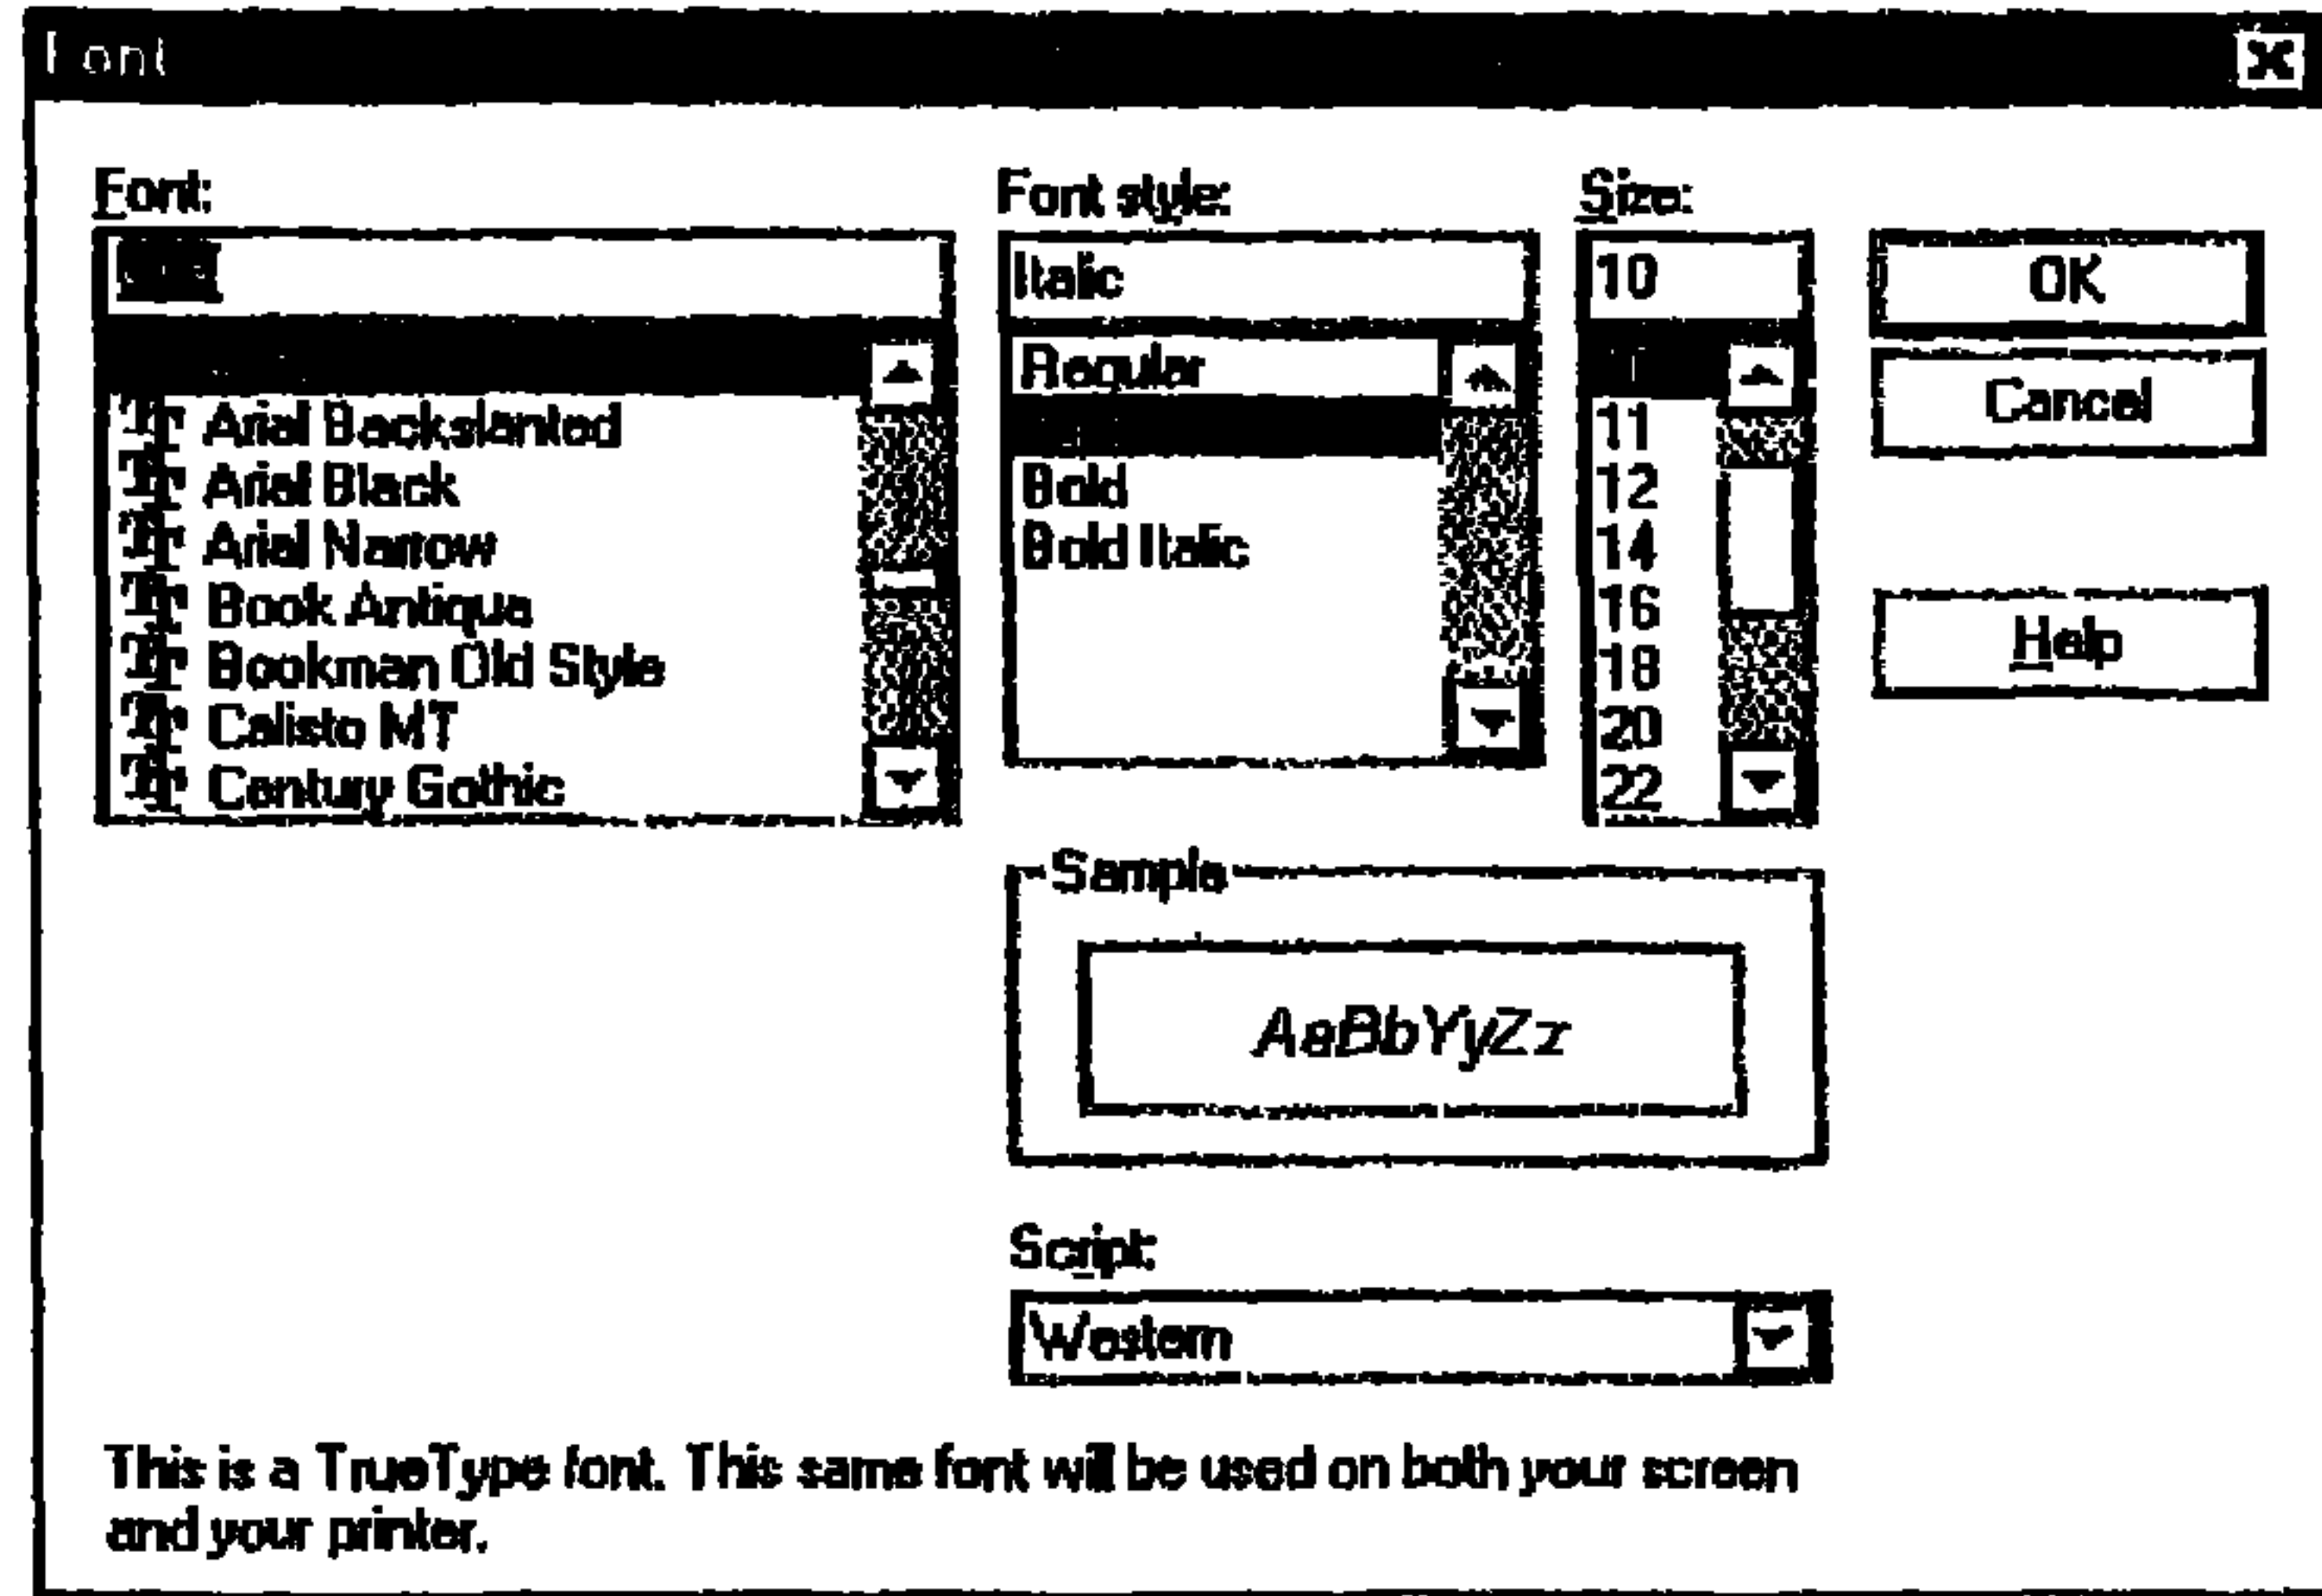 Font
Font:
Font style:
Size:
Italic
10
OK
Regular
Cancel
Arial Backslanted
11
Arial Black
Bold
12
Arial Narrow
Bold Italic
14
Book Antiqua
16
Help
Bookman Old Style
18
Calisto MT
20
Century Gothic
22
Sample
AaBbYyZz
Script:
Western
This is a TrueType font. This same font will be used on both your screen
and your printer.